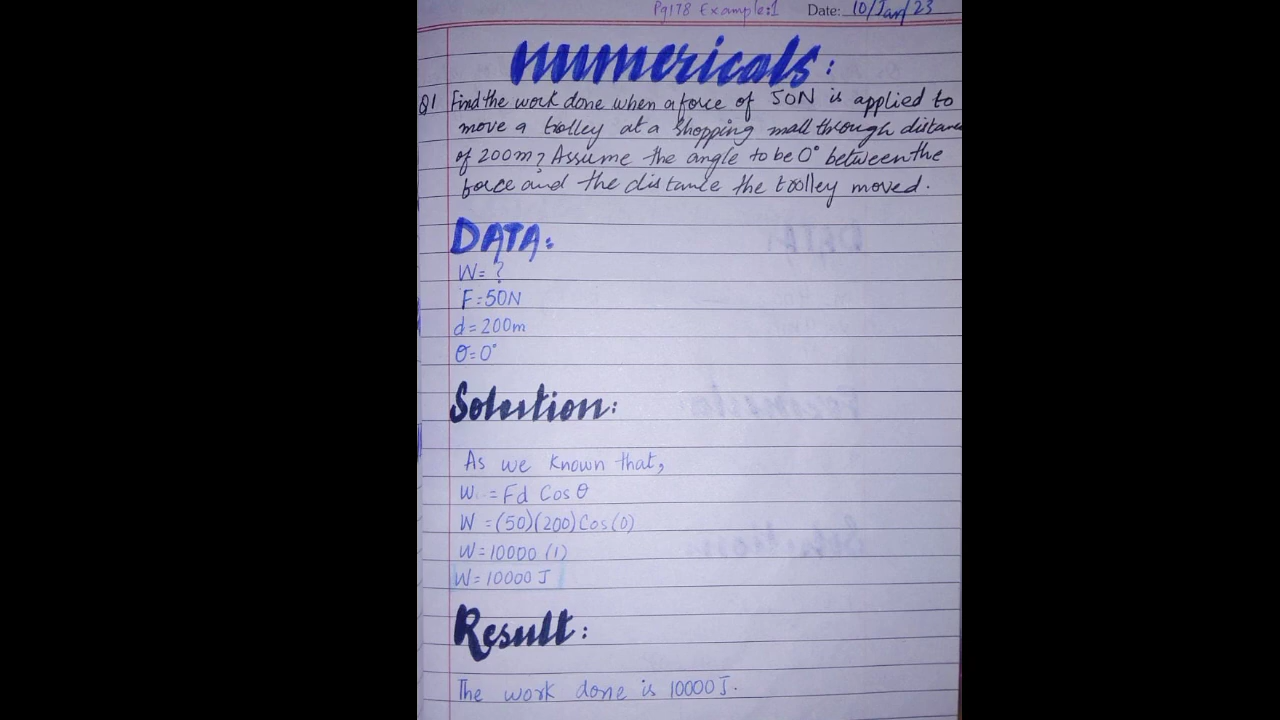 Pg178 Example:1 Date: 10/Jan/23
numericals:
Q1 Find the work done when a force of 50N is applied to
move a trolley at a shopping mall through distance
of 200m? Assume the angle to be 0° between the
force and the distance the trolley moved.
DATA:
W= ?
F=50N
d=200m
θ=0°
Solution:
As we known that,
W = Fd Cos θ
W = (50)(200)Cos(0)
W=10000 (1)
W=10000 J
Result:
The work done is 10000J.